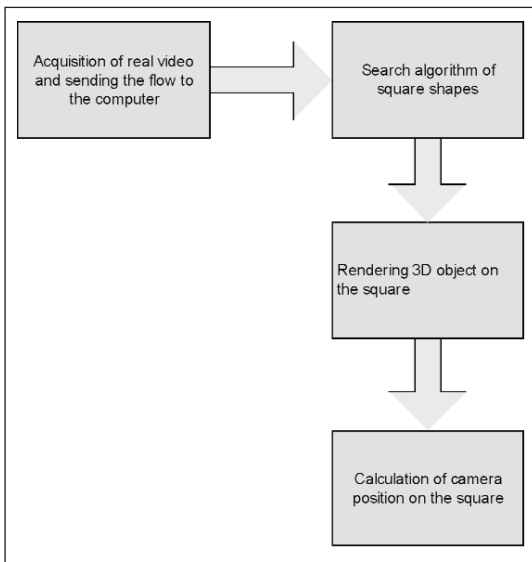 Acquisition of real video
and sending the flow to
the computer
Search algorithm of
square shapes
Rendering 3D object on
the square
Calculation of camera
position on the square